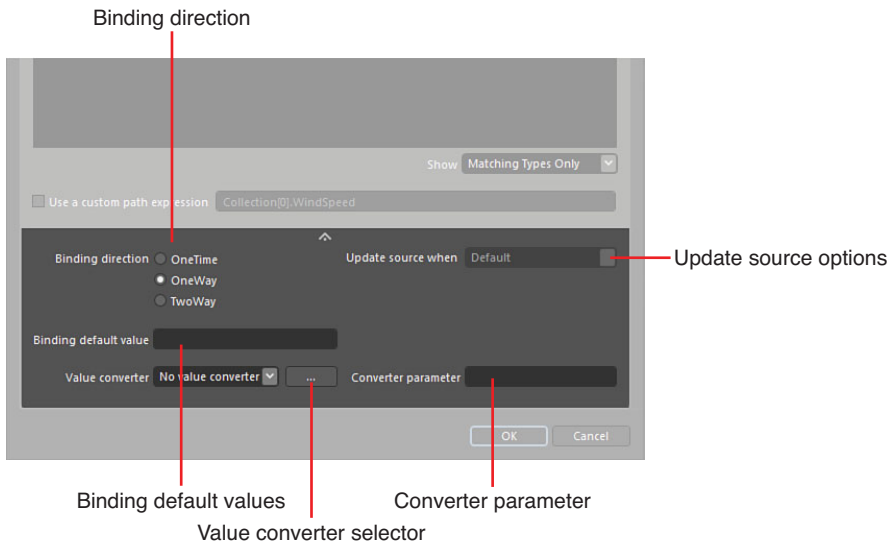 Binding direction
Show Matching Types Only
Use a custom path expression Collection[0].WindSpeed
Binding direction OneTime Update source when Default Update source options
OneWay
TwoWay
Binding default value
Value converter No value converter ... Converter parameter
OK Cancel
Binding default values Converter parameter
Value converter selector